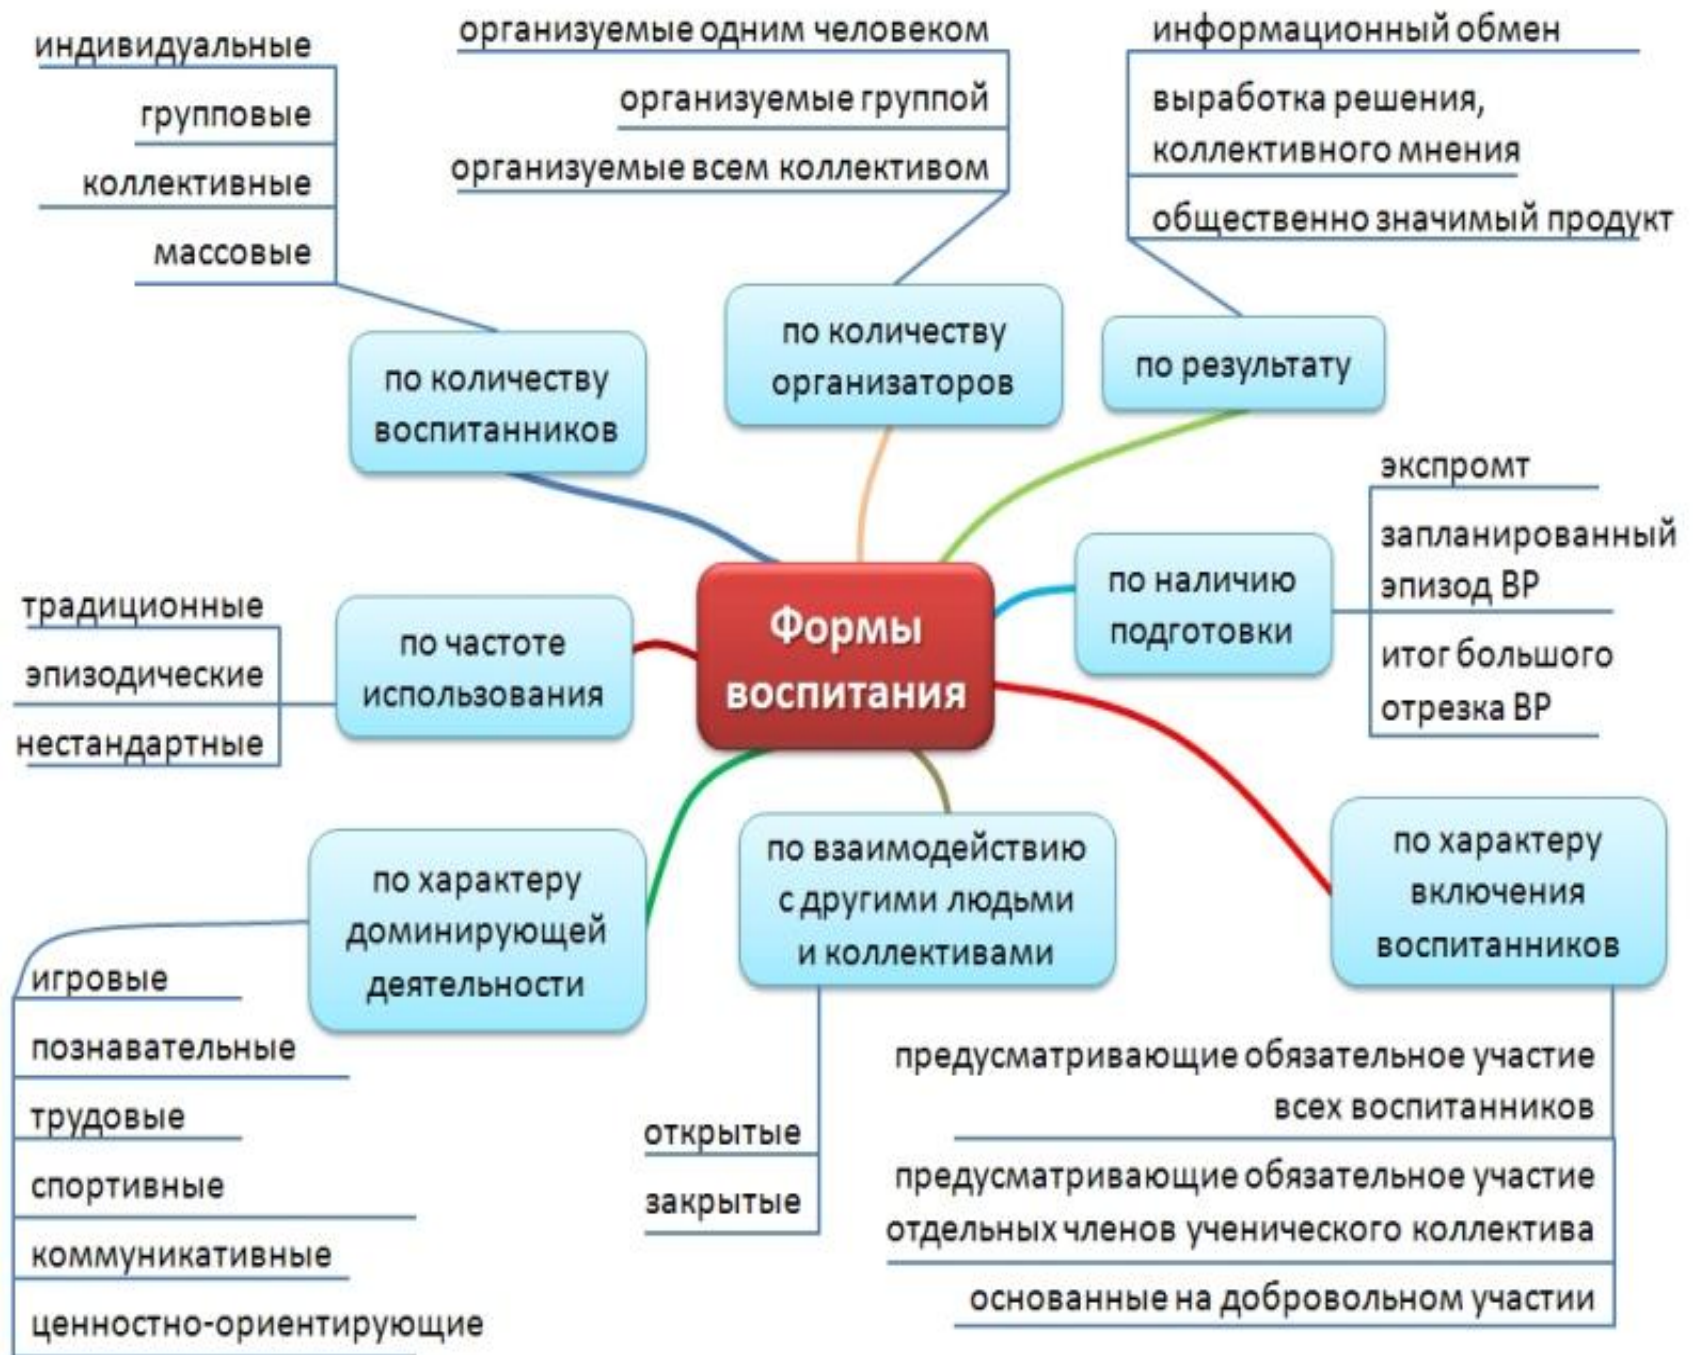 индивидуальные
групповые
коллективные
массовые
по количеству
воспитанников
организуемые одним человеком
организуемые группой
организуемые всем коллективом
по количеству
организаторов
информационный обмен
выработка решения,
коллективного мнения
общественно значимый продукт
по результату
экспромт
запланированный
эпизод ВР
итог большого
отрезка ВР
по наличию
подготовки
Формы
воспитания
традиционные
эпизодические
нестандартные
по частоте
использования
по характеру
доминирующей
деятельности
игровые
познавательные
трудовые
спортивные
коммуникативные
ценностно-ориентирующие
по взаимодействию
с другими людьми
и коллективами
открытые
закрытые
по характеру
включения
воспитанников
предусматривающие обязательное участие
всех воспитанников
предусматривающие обязательное участие
отдельных членов ученического коллектива
основанные на добровольном участии